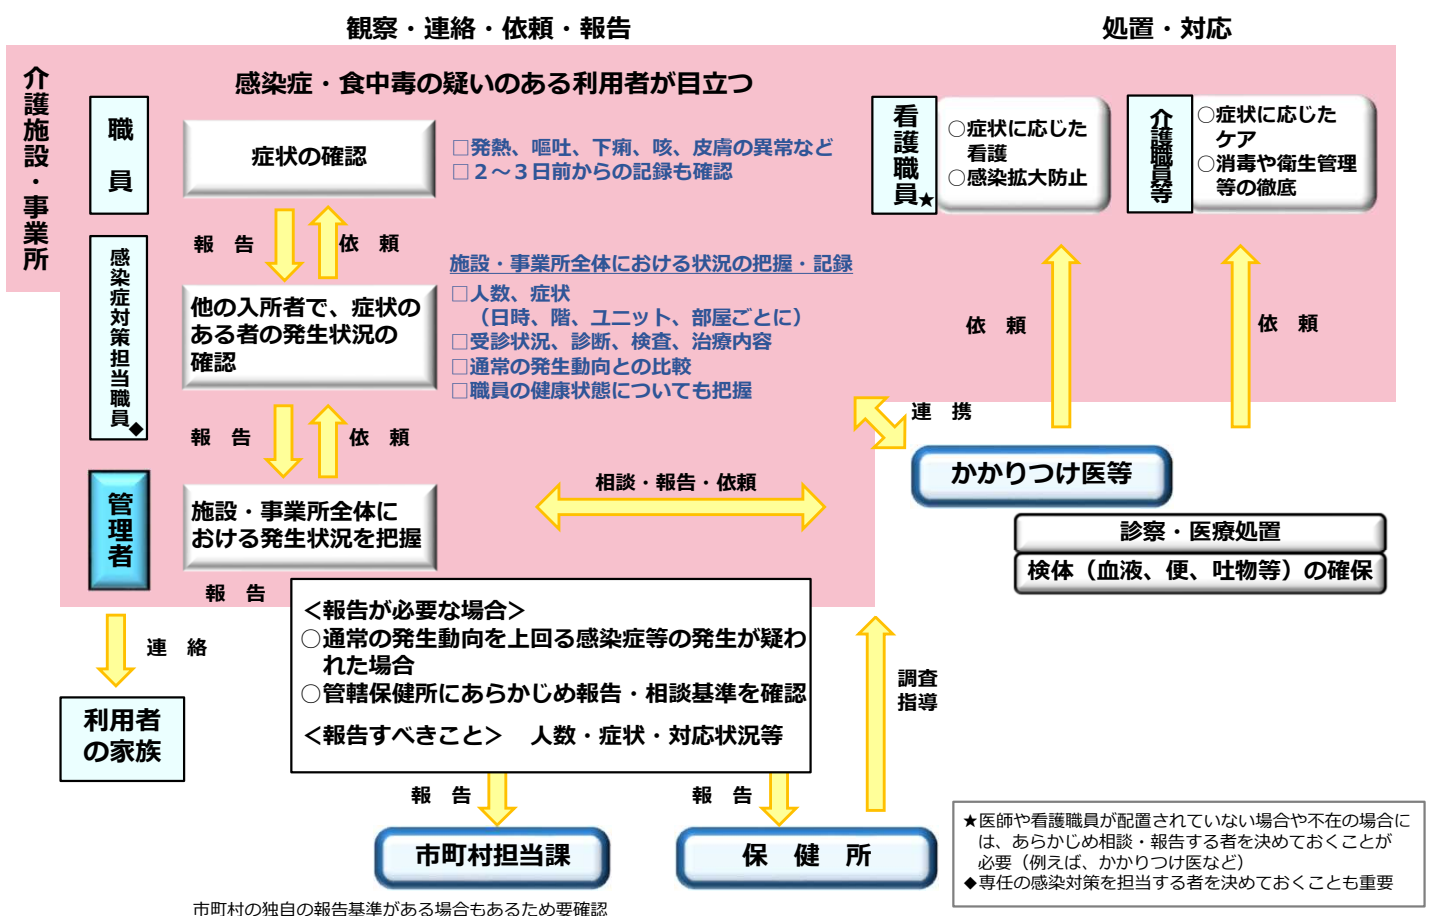 観察・連絡・依頼・報告
処置・対応
介護施設・事業所
感染症・食中毒の疑いのある利用者が目立つ
職員
症状の確認
□発熱、嘔吐、下痢、咳、皮膚の異常など
□２～３日前からの記録も確認
看護職員★
○症状に応じた
看護
○感染拡大防止
介護職員等
○症状に応じた
ケア
○消毒や衛生管理
等の徹底
報　告
依　頼
感染症対策担当職員◆
他の入所者で、症状の
ある者の発生状況の
確認
施設・事業所全体における状況の把握・記録
□人数、症状
（日時、階、ユニット、部屋ごとに）
□受診状況、診断、検査、治療内容
□通常の発生動向との比較
□職員の健康状態についても把握
依　頼
依　頼
報　告
依　頼
連　携
かかりつけ医等
管理者
施設・事業所全体に
おける発生状況を把握
相談・報告・依頼
診察・医療処置
検体（血液、便、吐物等）の確保
報　告
＜報告が必要な場合＞
○通常の発生動向を上回る感染症等の発生が疑わ
れた場合
○管轄保健所にあらかじめ報告・相談基準を確認
＜報告すべきこと＞　人数・症状・対応状況等
連　絡
利用者
の家族
調査
指導
報　告
報　告
市町村担当課
保　健　所
市町村の独自の報告基準がある場合もあるため要確認
★医師や看護職員が配置されていない場合や不在の場合に
は、あらかじめ相談・報告する者を決めておくことが
必要（例えば、かかりつけ医など）
◆専任の感染対策を担当する者を決めておくことも重要